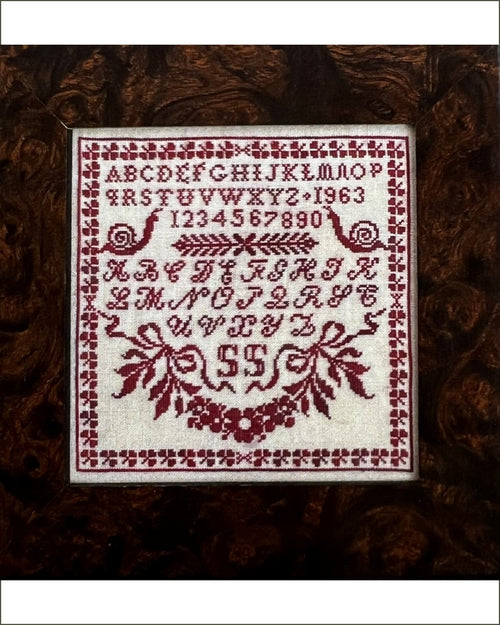 ABCDEFGHIJKLMNOP
QRSTUVWXYZ+1963
1234567890
ABCDEFGHIJK
LMNOPQRST
UVXYZ
SS